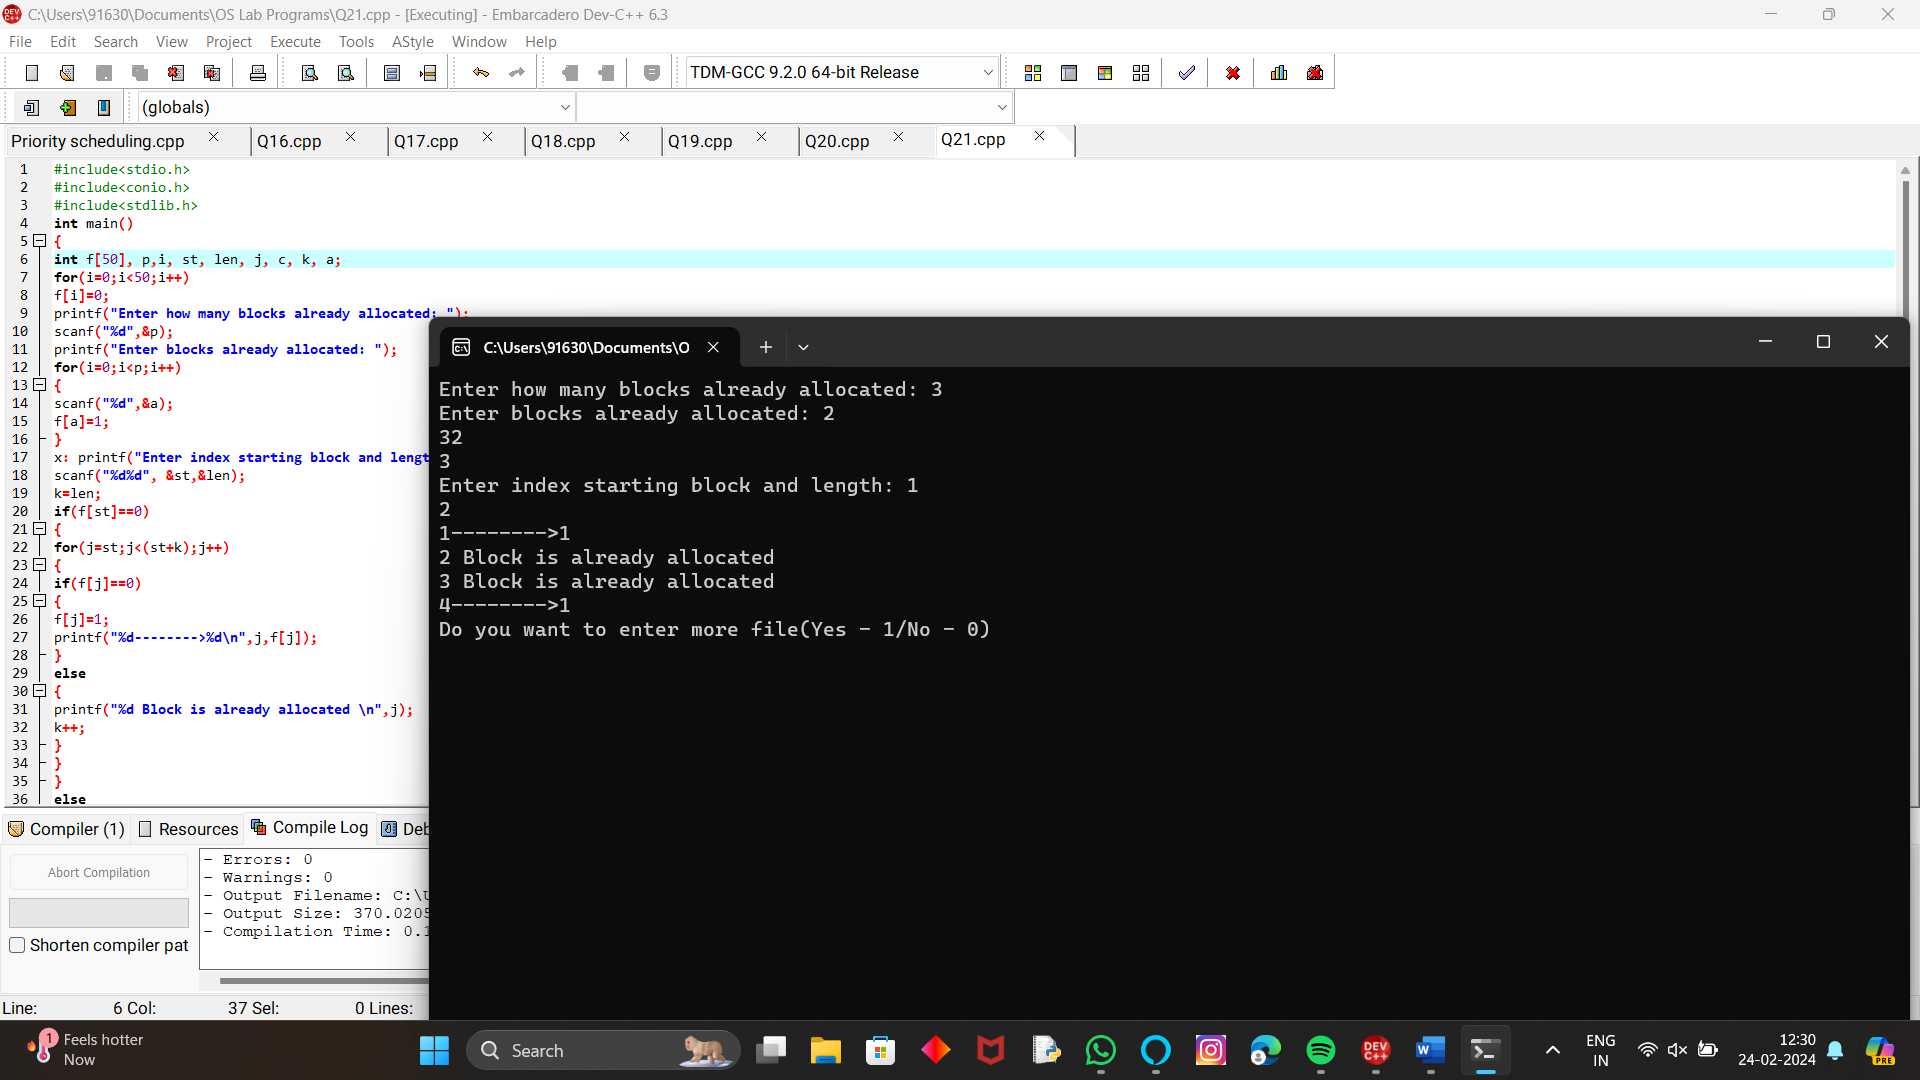 C:\Users\91630\Documents\OS Lab Programs\Q21.cpp - [Executing] - Embarcadero Dev-C++ 6.3
File Edit Search View Project Execute Tools AStyle Window Help
TDM-GCC 9.2.0 64-bit Release
(globals)
Priority scheduling.cpp Q16.cpp Q17.cpp Q18.cpp Q19.cpp Q20.cpp Q21.cpp
1 #include<stdio.h>
2 #include<conio.h>
3 #include<stdlib.h>
4 int main()
5 {
6 int f[50], p,i, st, len, j, c, k, a;
7 for(i=0;i<50;i++)
8 f[i]=0;
9 printf("Enter how many blocks already allocated: ");
10 scanf("%d",&p);
11 printf("Enter blocks already allocated: ");
12 for(i=0;i<p;i++)
13 {
14 scanf("%d",&a);
15 f[a]=1;
16 }
17 x: printf("Enter index starting block and lengt
18 scanf("%d%d", &st,&len);
19 k=len;
20 if(f[st]==0)
21 {
22 for(j=st;j<(st+k);j++)
23 {
24 if(f[j]==0)
25 {
26 f[j]=1;
27 printf("%d-------->%d\n",j,f[j]);
28 }
29 else
30 {
31 printf("%d Block is already allocated \n",j);
32 k++;
33 }
34 }
35 }
36 else
C:\Users\91630\Documents\O
Enter how many blocks already allocated: 3
Enter blocks already allocated: 2
32
3
Enter index starting block and length: 1
2
1-------->1
2 Block is already allocated
3 Block is already allocated
4-------->1
Do you want to enter more file(Yes - 1/No - 0)
Compiler (1) Resources Compile Log Deb
Abort Compilation
Shorten compiler pat
- Errors: 0
- Warnings: 0
- Output Filename: C:\U
- Output Size: 370.0205
- Compilation Time: 0.1
Line: 6 Col: 37 Sel: 0 Lines:
1
Feels hotter
Now
Search
DEV
C++
PRE
ENG
IN
12:30
24-02-2024